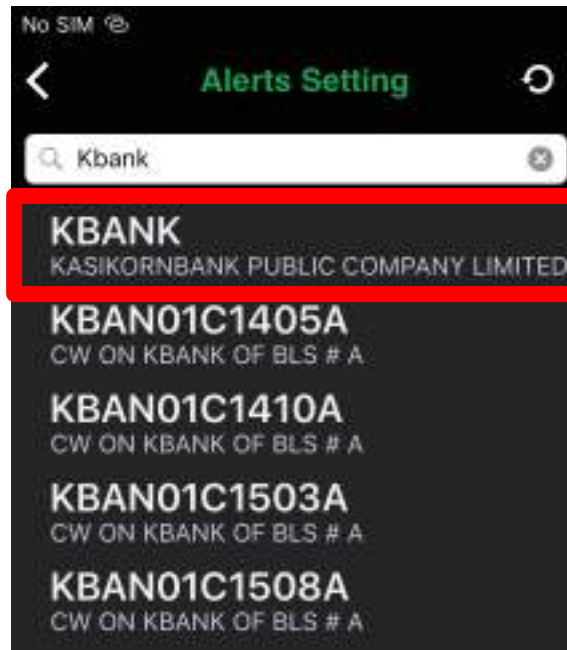 No SIM
Alerts Setting
Kbank
KBANK
KASIKORNBANK PUBLIC COMPANY LIMITED
KBAN01C1405A
CW ON KBANK OF BLS # A
KBAN01C1410A
CW ON KBANK OF BLS # A
KBAN01C1503A
CW ON KBANK OF BLS # A
KBAN01C1508A
CW ON KBANK OF BLS # A